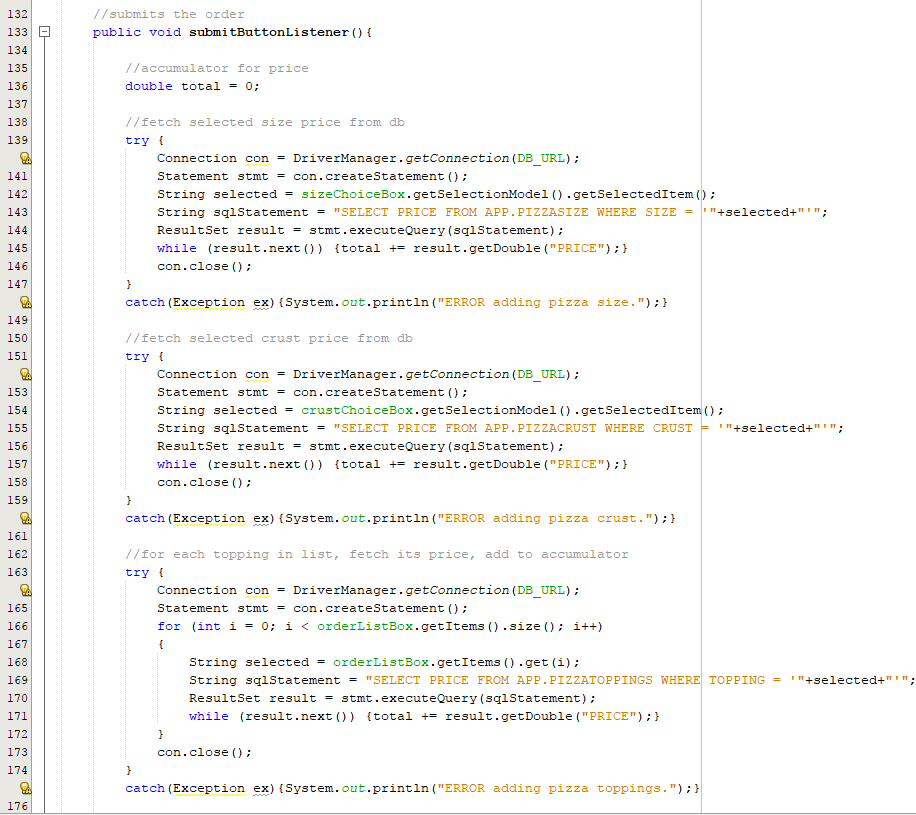 132 //submits the order
133 public void submitButtonListener(){
134
135 //accumulator for price
136 double total = 0;
137
138 //fetch selected size price from db
139 try {
Connection con = DriverManager.getConnection(DB_URL);
141 Statement stmt = con.createStatement();
142 String selected = sizeChoiceBox.getSelectionModel().getSelectedItem();
143 String sqlStatement = "SELECT PRICE FROM APP.PIZZASIZE WHERE SIZE = '"+selected+"'";
144 ResultSet result = stmt.executeQuery(sqlStatement);
145 while (result.next()) {total += result.getDouble("PRICE");}
146 con.close();
147 }
catch(Exception ex){System.out.println("ERROR adding pizza size.");}
149
150 //fetch selected crust price from db
151 try {
Connection con = DriverManager.getConnection(DB_URL);
153 Statement stmt = con.createStatement();
154 String selected = crustChoiceBox.getSelectionModel().getSelectedItem();
155 String sqlStatement = "SELECT PRICE FROM APP.PIZZACRUST WHERE CRUST = '"+selected+"'";
156 ResultSet result = stmt.executeQuery(sqlStatement);
157 while (result.next()) {total += result.getDouble("PRICE");}
158 con.close();
159 }
catch(Exception ex){System.out.println("ERROR adding pizza crust.");}
161
162 //for each topping in list, fetch its price, add to accumulator
163 try {
Connection con = DriverManager.getConnection(DB_URL);
165 Statement stmt = con.createStatement();
166 for (int i = 0; i < orderListBox.getItems().size(); i++)
167 {
168 String selected = orderListBox.getItems().get(i);
169 String sqlStatement = "SELECT PRICE FROM APP.PIZZATOPPINGS WHERE TOPPING = '"+selected+"'";
170 ResultSet result = stmt.executeQuery(sqlStatement);
171 while (result.next()) {total += result.getDouble("PRICE");}
172 }
173 con.close();
174 }
catch(Exception ex){System.out.println("ERROR adding pizza toppings.");}
176